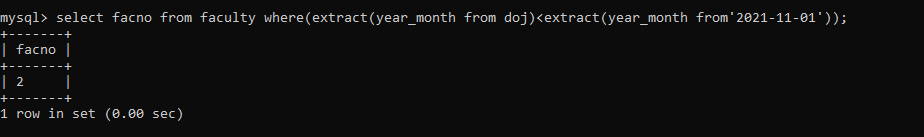 mysql> select facno from faculty where(extract(year_month from doj)<extract(year_month from'2021-11-01'));
+-------+
| facno |
+-------+
| 2     |
+-------+
1 row in set (0.00 sec)